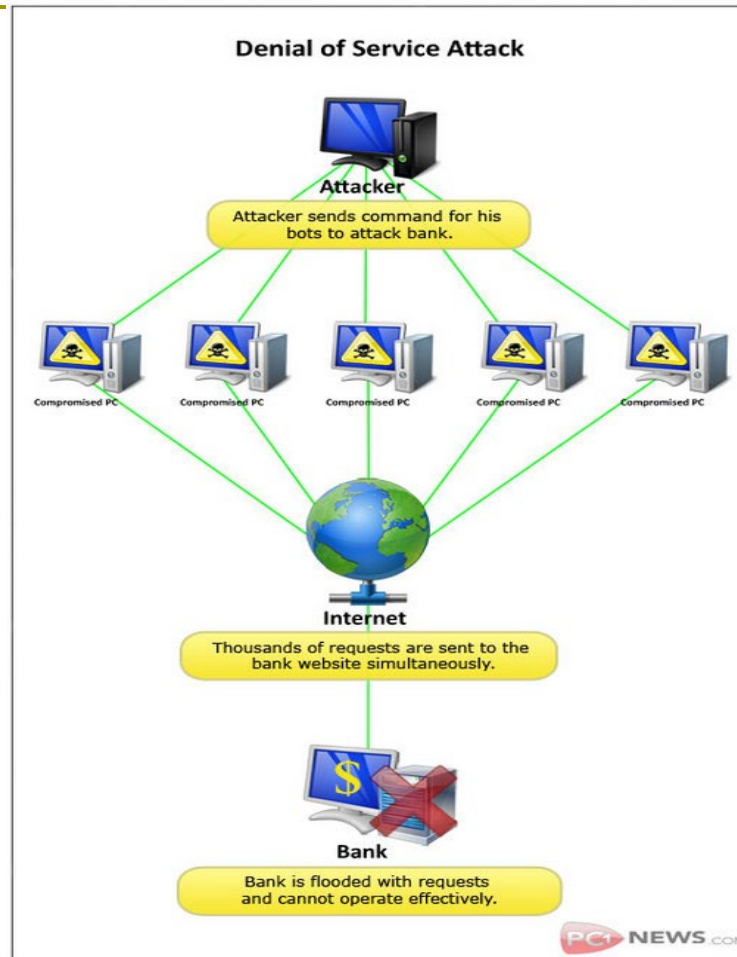 Denial of Service Attack
Attacker
Attacker sends command for his
bots to attack bank.
Compromised PC
Compromised PC
Compromised PC
Compromised PC
Compromised PC
Internet
Thousands of requests are sent to the
bank website simultaneously.
$
Bank
Bank is flooded with requests
and cannot operate effectively.
PC1 NEWS.com